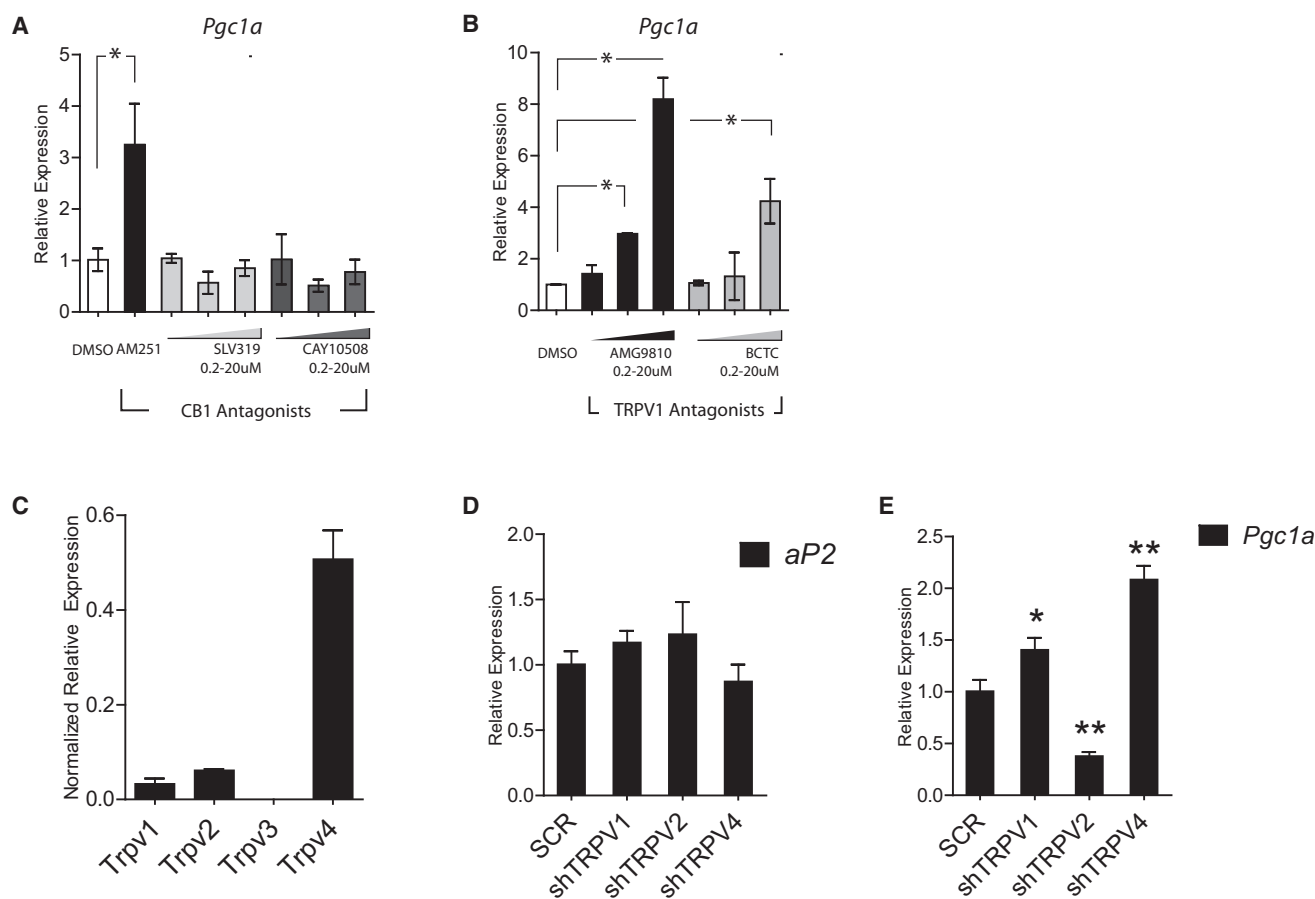 A
Pgc1a
Relative Expression
5
4
3
2
1
0
*
DMSO AM251
SLV319
0.2-20uM
CAY10508
0.2-20uM
CB1 Antagonists
B
Pgc1a
Relative Expression
10
8
6
4
2
0
*
*
*
DMSO
AMG9810
0.2-20uM
BCTC
0.2-20uM
TRPV1 Antagonists
C
Normalized Relative Expression
0.6
0.4
0.2
0.0
Trpv1
Trpv2
Trpv3
Trpv4
D
Relative Expression
2.0
1.5
1.0
0.5
0.0
aP2
SCR
shTRPV1
shTRPV2
shTRPV4
E
Relative Expression
2.5
2.0
1.5
1.0
0.5
0.0
*
**
**
Pgc1a
SCR
shTRPV1
shTRPV2
shTRPV4